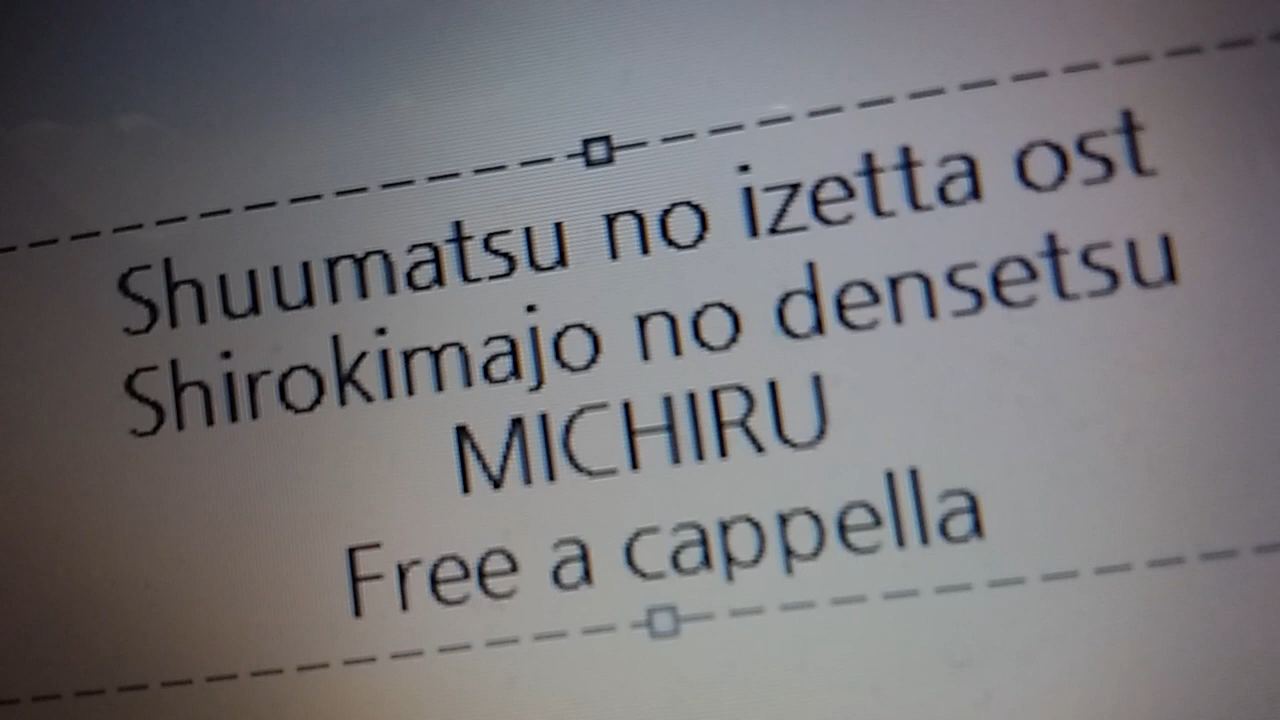 Shuumatsu no izetta ost
Shirokimajo no densetsu
MICHIRU
Free a cappella